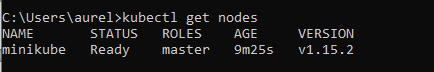 C:\Users\aurel>kubectl get nodes
NAME       STATUS   ROLES    AGE     VERSION
minikube   Ready    master   9m25s   v1.15.2